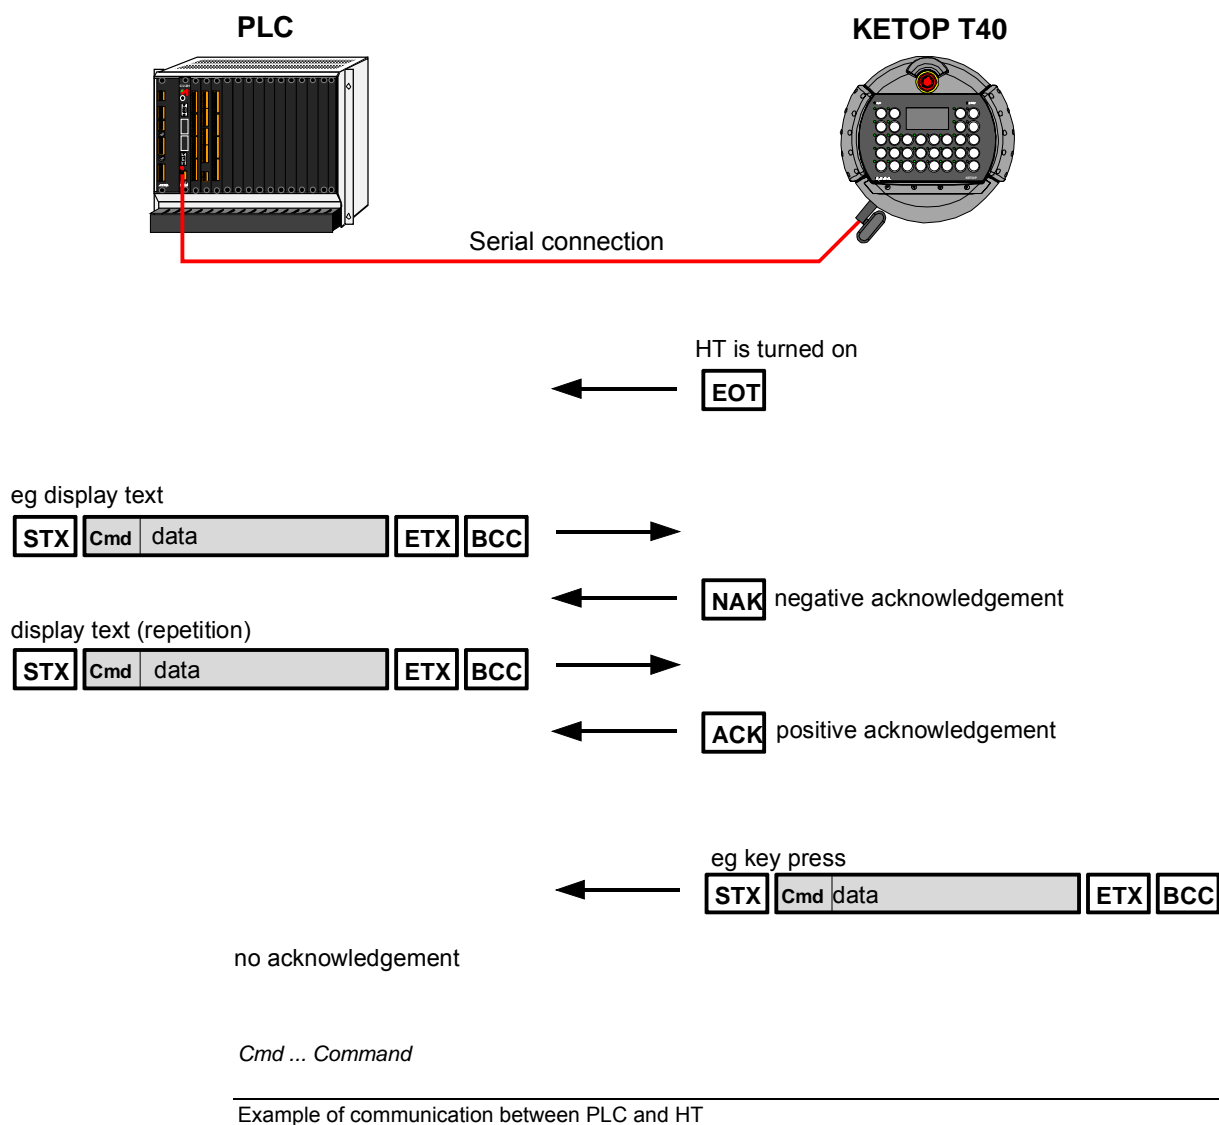 PLC
KETOP T40
Serial connection
HT is turned on
EOT
eg display text
STX Cmd data ETX BCC
NAK negative acknowledgement
display text (repetition)
STX Cmd data ETX BCC
ACK positive acknowledgement
eg key press
STX Cmd data ETX BCC
no acknowledgement
Cmd ... Command
Example of communication between PLC and HT